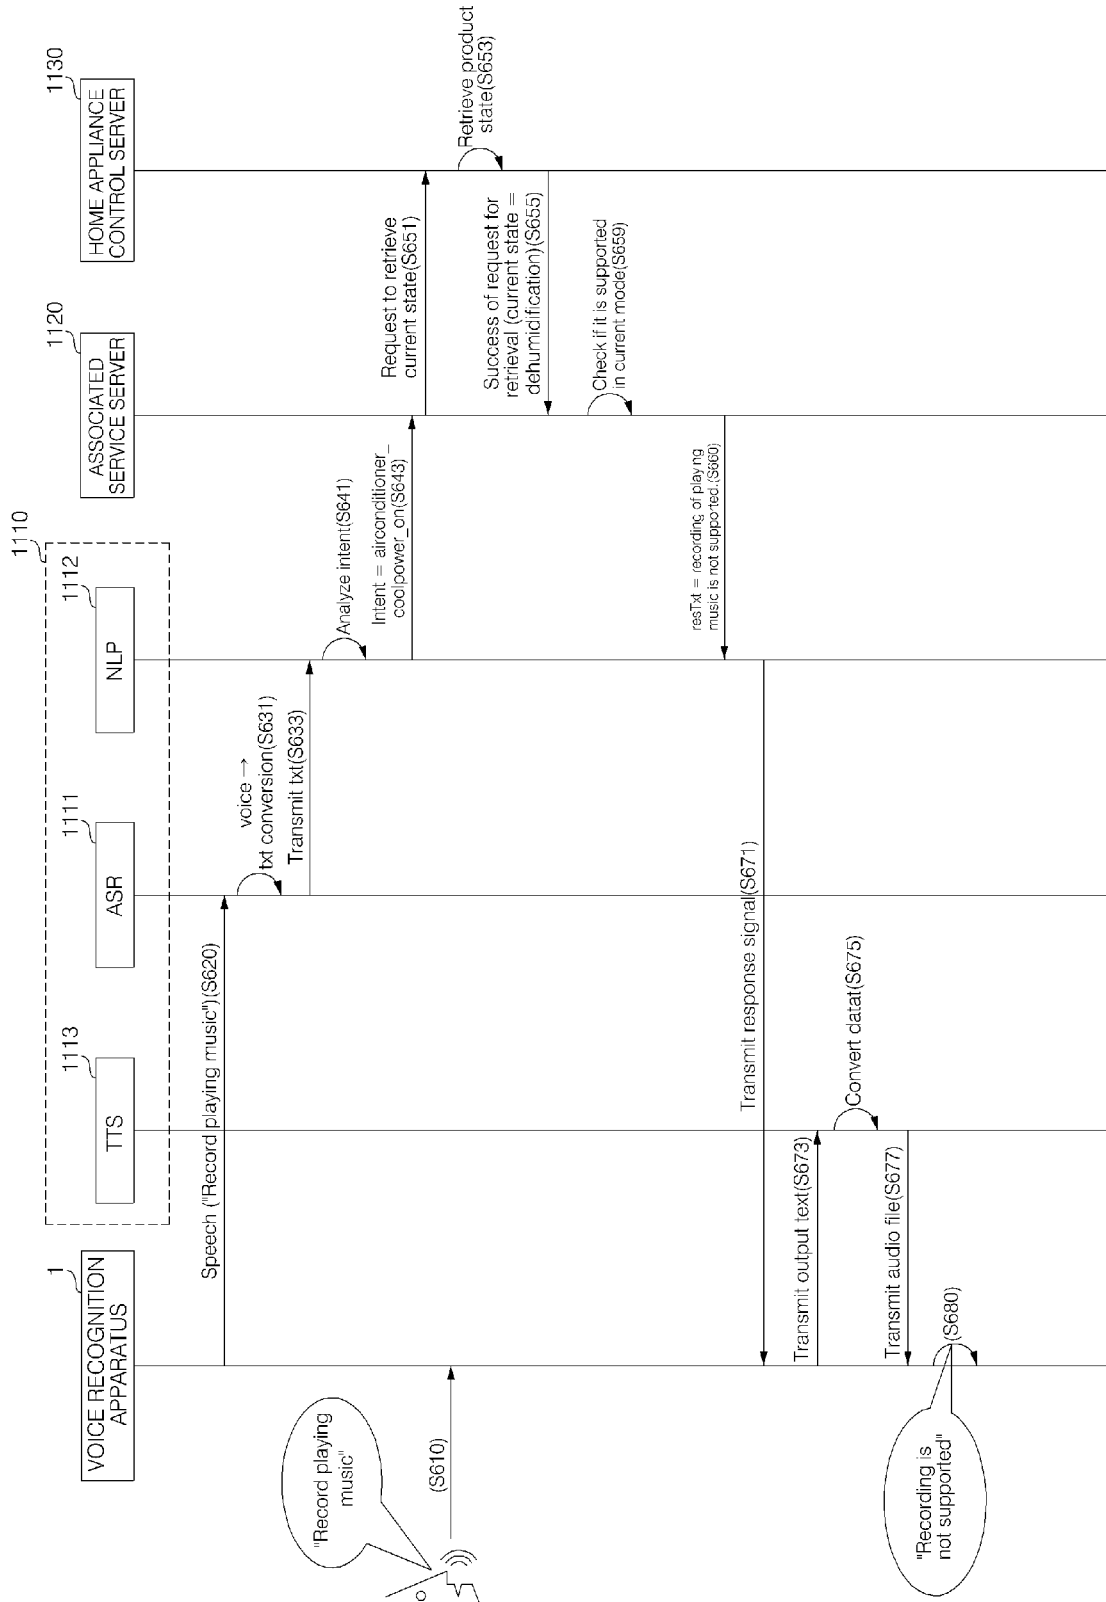 1
VOICE RECOGNITION
APPARATUS
1110
1113
TTS
1111
ASR
1112
NLP
1120
ASSOCIATED
SERVICE SERVER
1130
HOME APPLIANCE
CONTROL SERVER
"Record playing
music"
(S610)
Speech ("Record playing music")(S620)
voice →
txt conversion(S631)
Transmit txt(S633)
Analyze intent(S641)
Intent = airconditioner_
coolpower_on(S643)
Request to retrieve
current state(S651)
Retrieve product
state(S653)
Success of request for
retrieval (current state =
dehumidification)(S655)
Check if it is supported
in current mode(S659)
resTxt = recording of playing
music is not supported.(S660)
Transmit response signal(S671)
Transmit output text(S673)
Convert datat(S675)
Transmit audio file(S677)
(S680)
"Recording is
not supported"